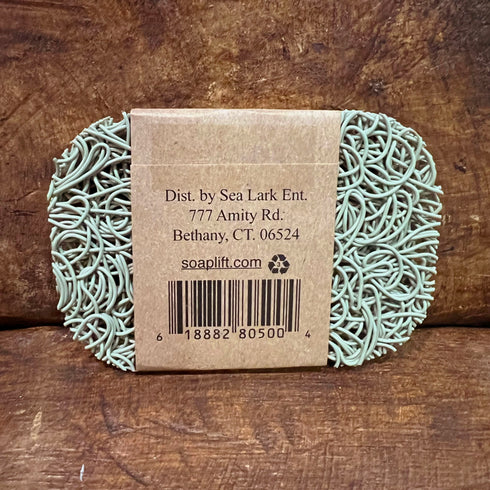 Dist. by Sea Lark Ent.
777 Amity Rd.
Bethany, CT. 06524
soaplift.com
6 18882 80500 4